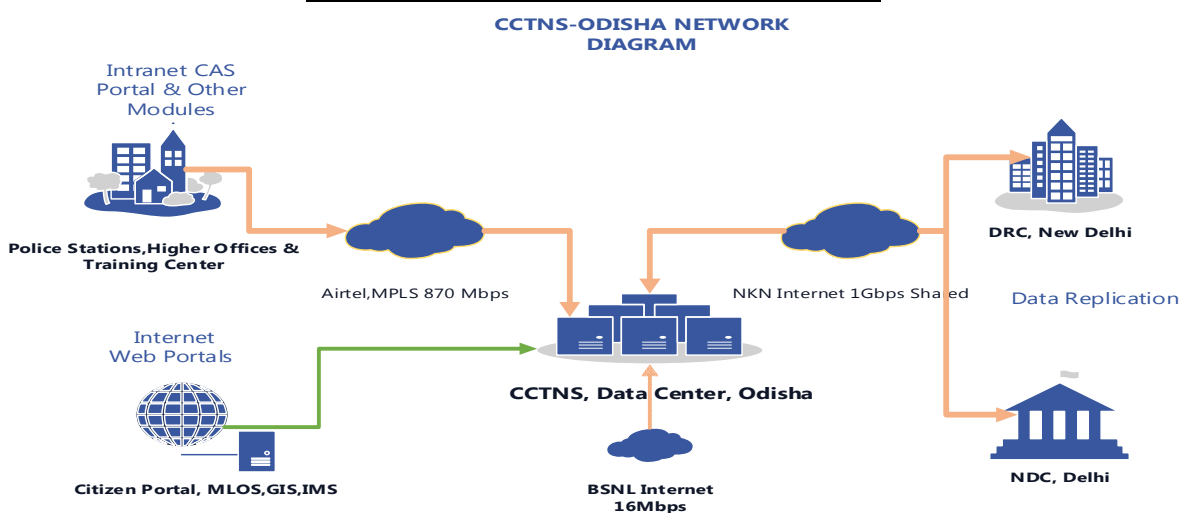 CCTNS-ODISHA NETWORK
DIAGRAM
Intranet CAS
Portal & Other
Modules
Police Stations,Higher Offices &
Training Center
Airtel,MPLS 870 Mbps
NKN Internet 1Gbps Shared
DRC, New Delhi
Data Replication
Internet
Web Portals
CCTNS, Data Center, Odisha
Citizen Portal, MLOS,GIS,IMS
BSNL Internet
16Mbps
NDC, Delhi